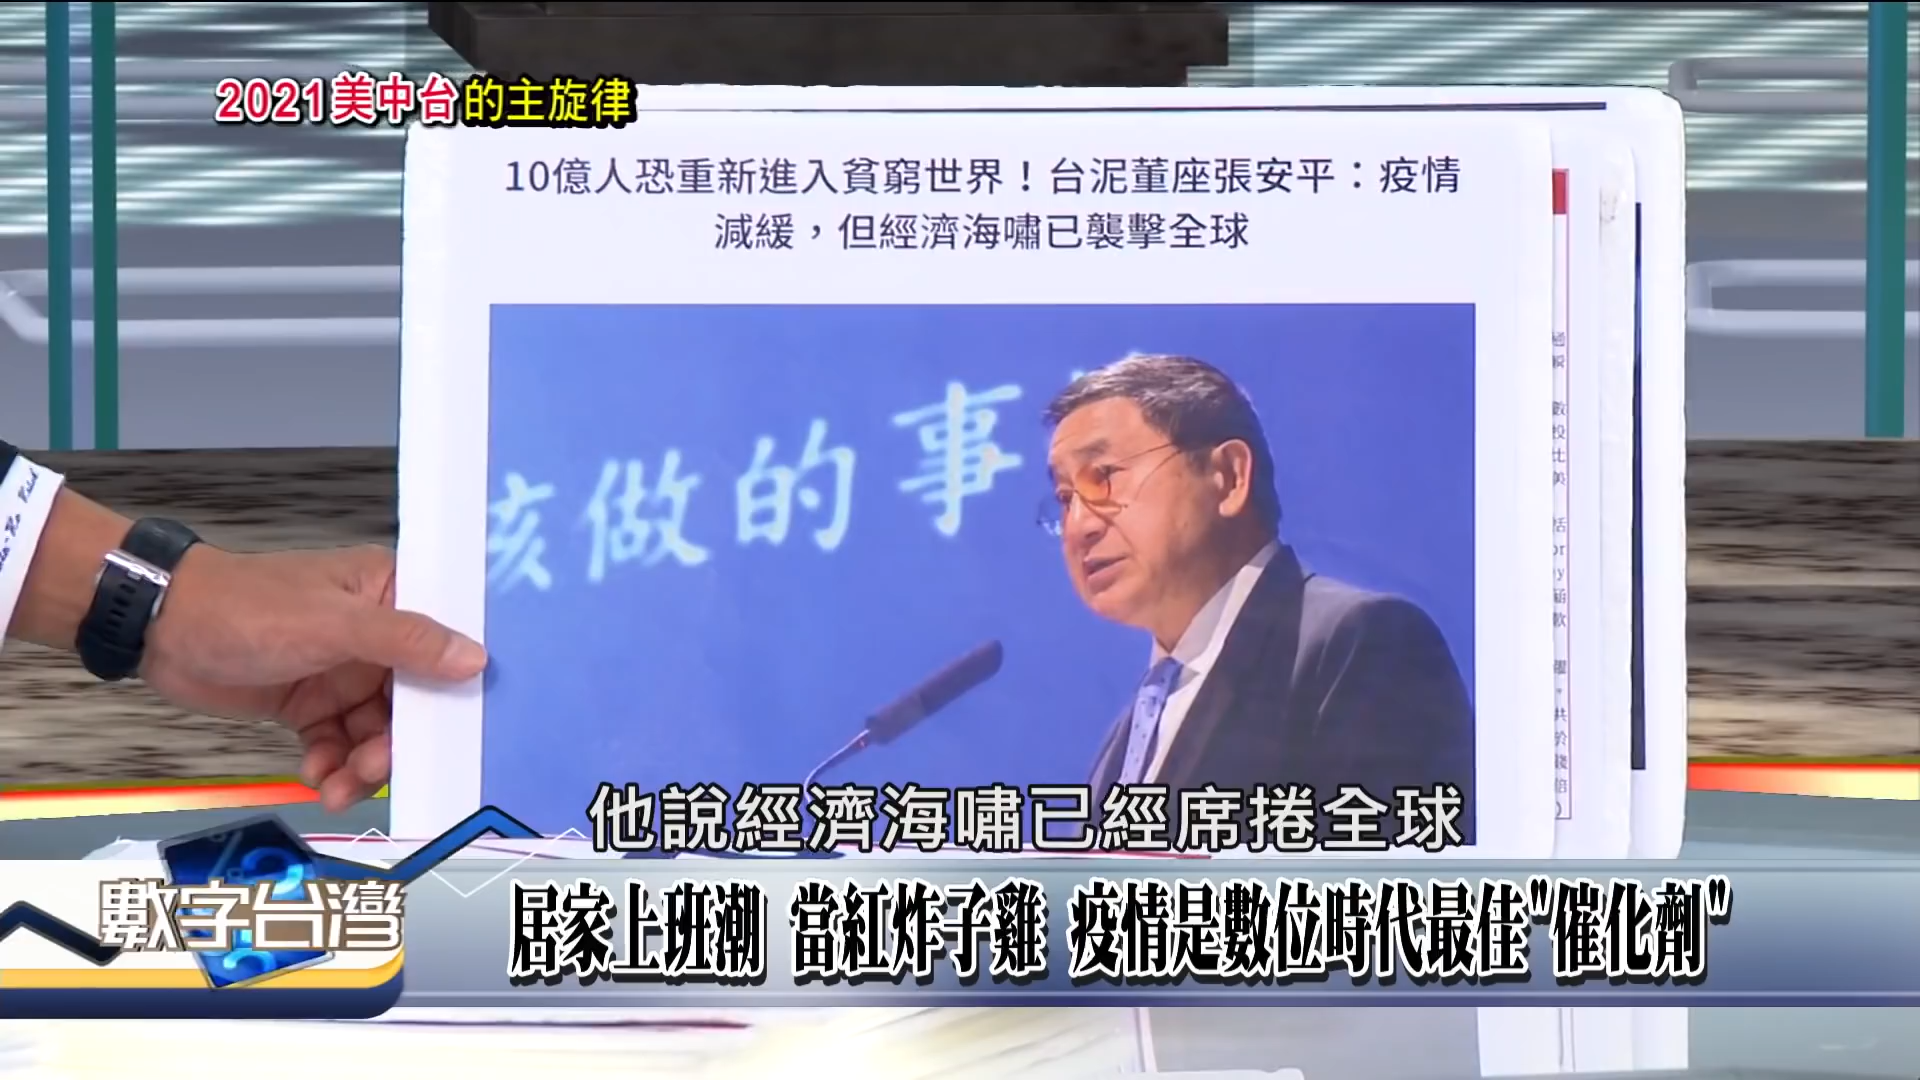 2021美中台的主旋律
10億人恐重新進入貧窮世界！台泥董座張安平：疫情
減緩，但經濟海嘯已襲擊全球
該做的事
他說經濟海嘯已經席捲全球
數字台灣
居家上班潮 當紅炸子雞 疫情是數位時代最佳"催化劑"